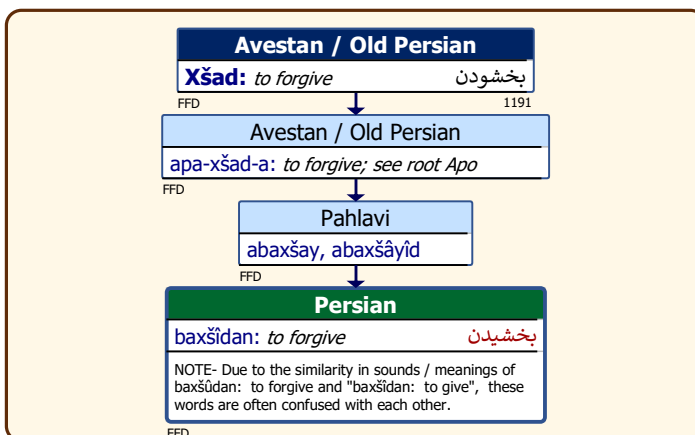 Avestan / Old Persian
Xšad: to forgive بخشودن
FFD 1191
Avestan / Old Persian
apa-xšad-a: to forgive; see root Apo
FFD
Pahlavi
abaxšay, abaxšâyîd
FFD
Persian
baxšîdan: to forgive بخشیدن
NOTE- Due to the similarity in sounds / meanings of
baxšûdan: to forgive and "baxšîdan: to give", these
words are often confused with each other.
FFD